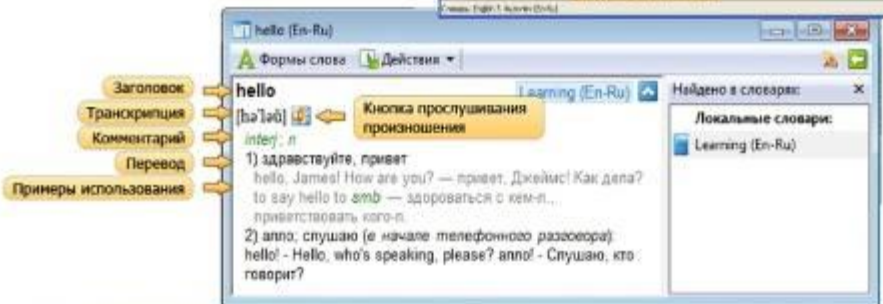 hello (En-Ru)
Формы слова Действия
Заголовок
hello
Learning (En-Ru)
Найдено в словарях:
Транскрипция
[hə'ləʊ]
Кнопка прослушивания
произношения
Локальные словари:
Комментарий
interj; n
Learning (En-Ru)
Перевод
1) здравствуйте, привет
Примеры использования
hello, James! How are you? — привет, Джеймс! Как дела?
to say hello to smb — здороваться с кем-л.,
приветствовать кого-л.
2) алло; слушаю (в начале телефонного разговора)
hello! - Hello, who's speaking, please? алло! - Слушаю, кто
говорит?